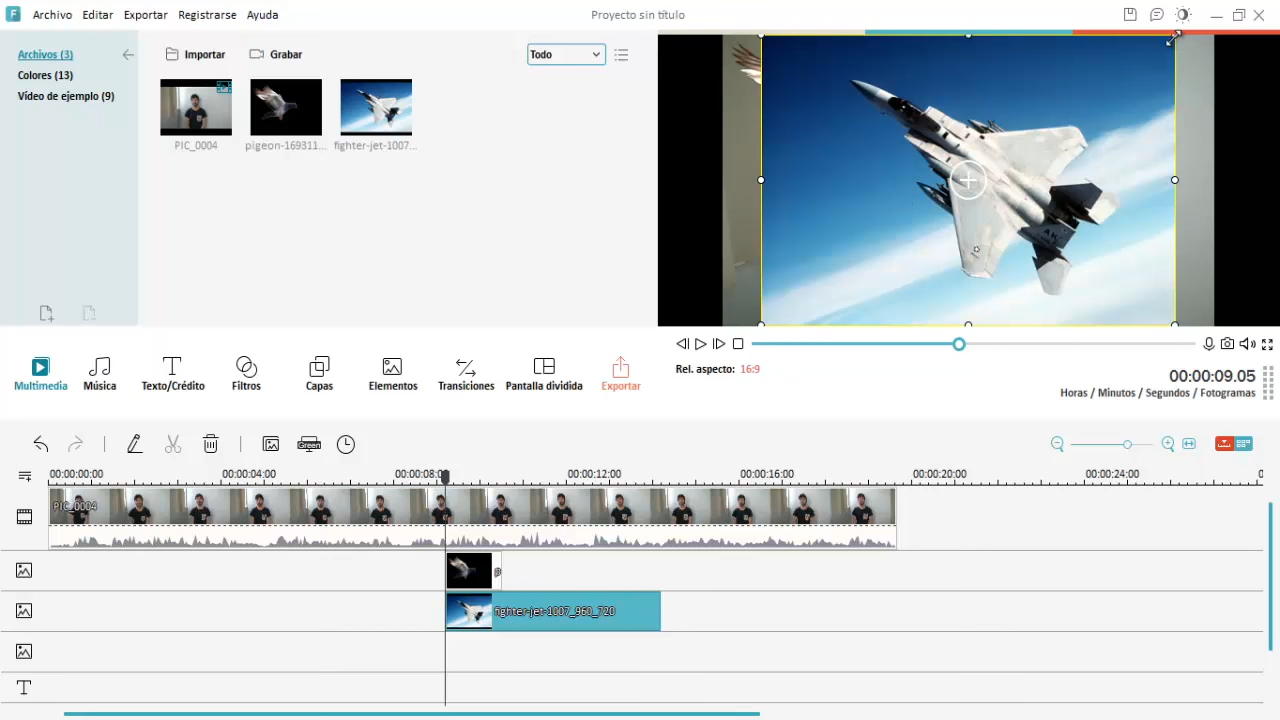 Archivo Editar Exportar Registrarse Ayuda Proyecto sin título
Archivos (3) Importar Grabar Todo
Colores (13)
Vídeo de ejemplo (9)
PIC_0004 pigeon-169311... fighter-jet-1007...
Multimedia Música Texto/Crédito Filtros Capas Elementos Transiciones Pantalla dividida Exportar
Rel. aspecto: 16:9
00:00:09.05
Horas / Minutos / Segundos / Fotogramas
Green
00:00:00:00 00:00:04:00 00:00:08:0 00:00:12:00 00:00:16:00 00:00:20:00 00:00:24:00
PIC_0004
p
fighter-jet-1007_960_720
T